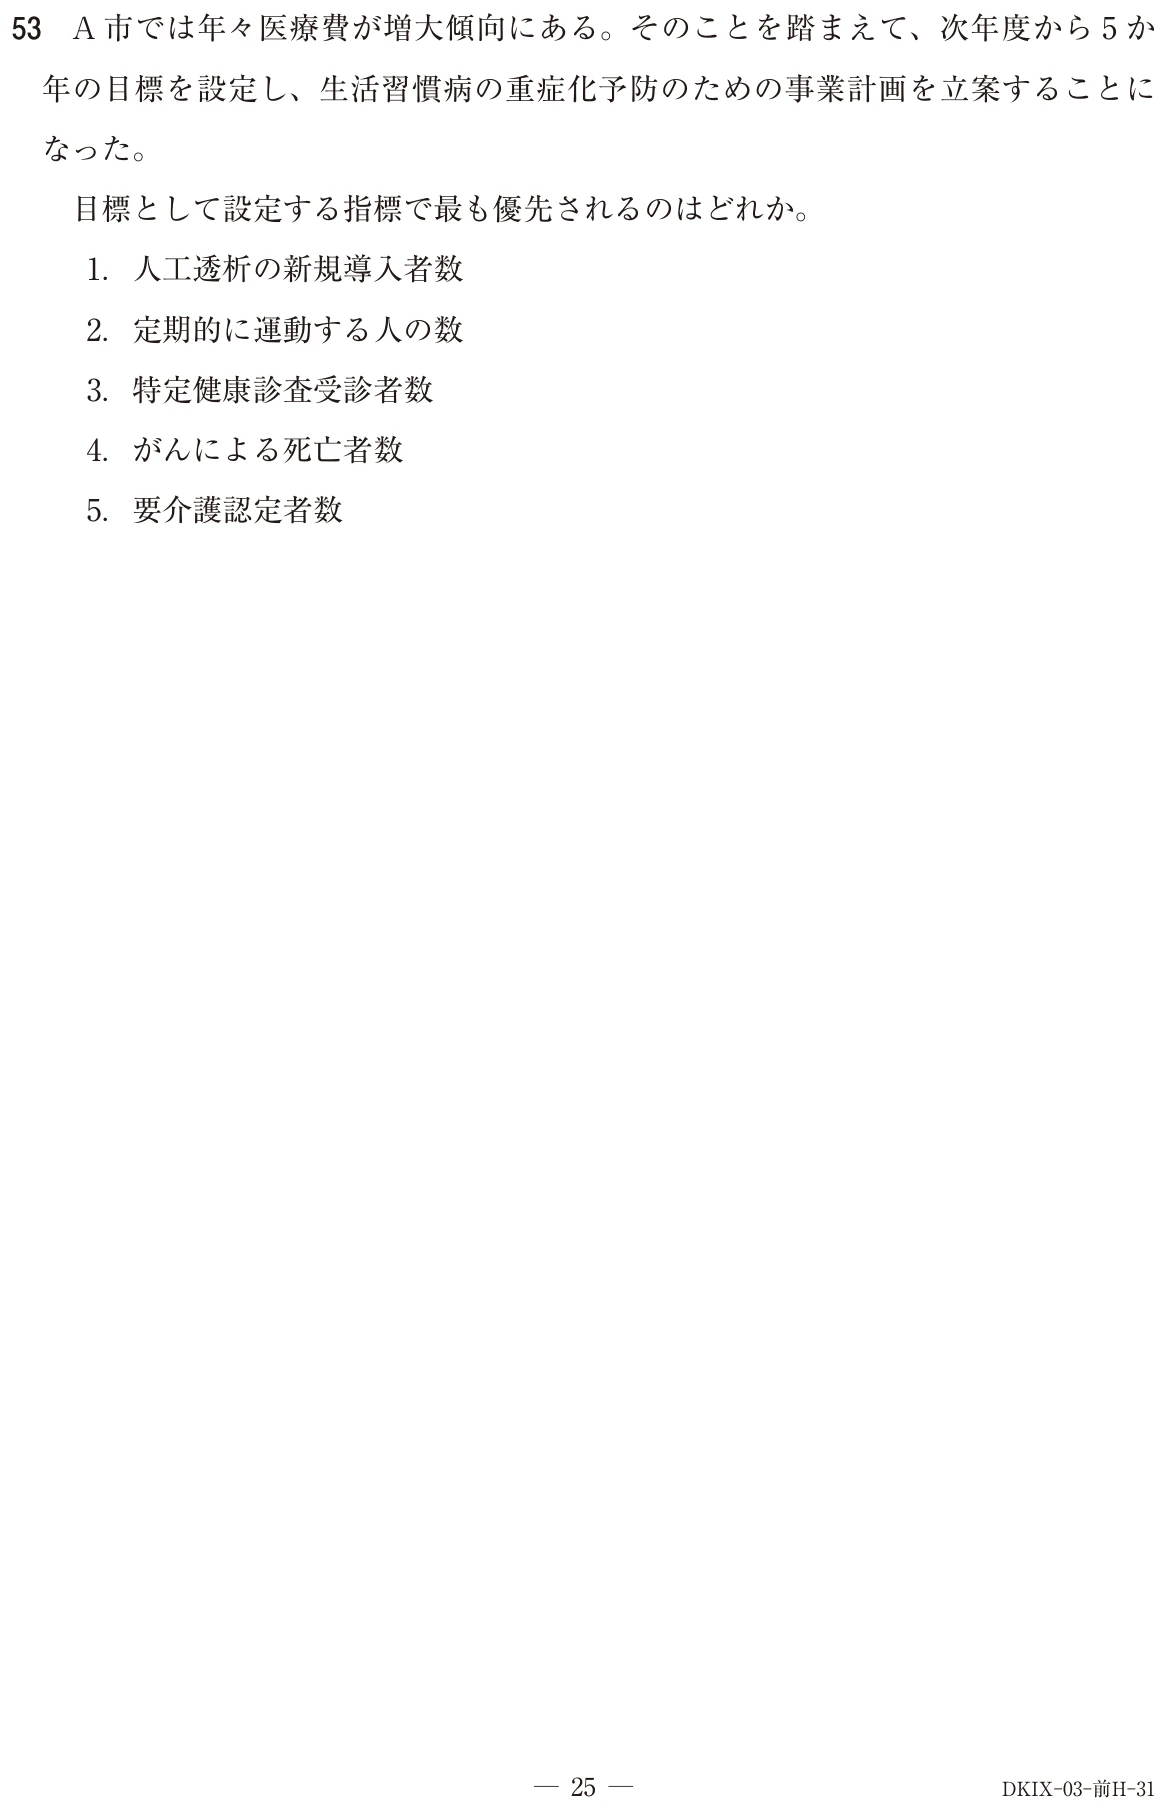 53 A市では年々医療費が増大傾向にある。そのことを踏まえて、次年度から5か
年の目標を設定し、生活習慣病の重症化予防のための事業計画を立案することに
なった。
目標として設定する指標で最も優先されるのはどれか。
1. 人工透析の新規導入者数
2. 定期的に運動する人の数
3. 特定健康診査受診者数
4. がんによる死亡者数
5. 要介護認定者数
— 25 —
DKIX-03-前H-31